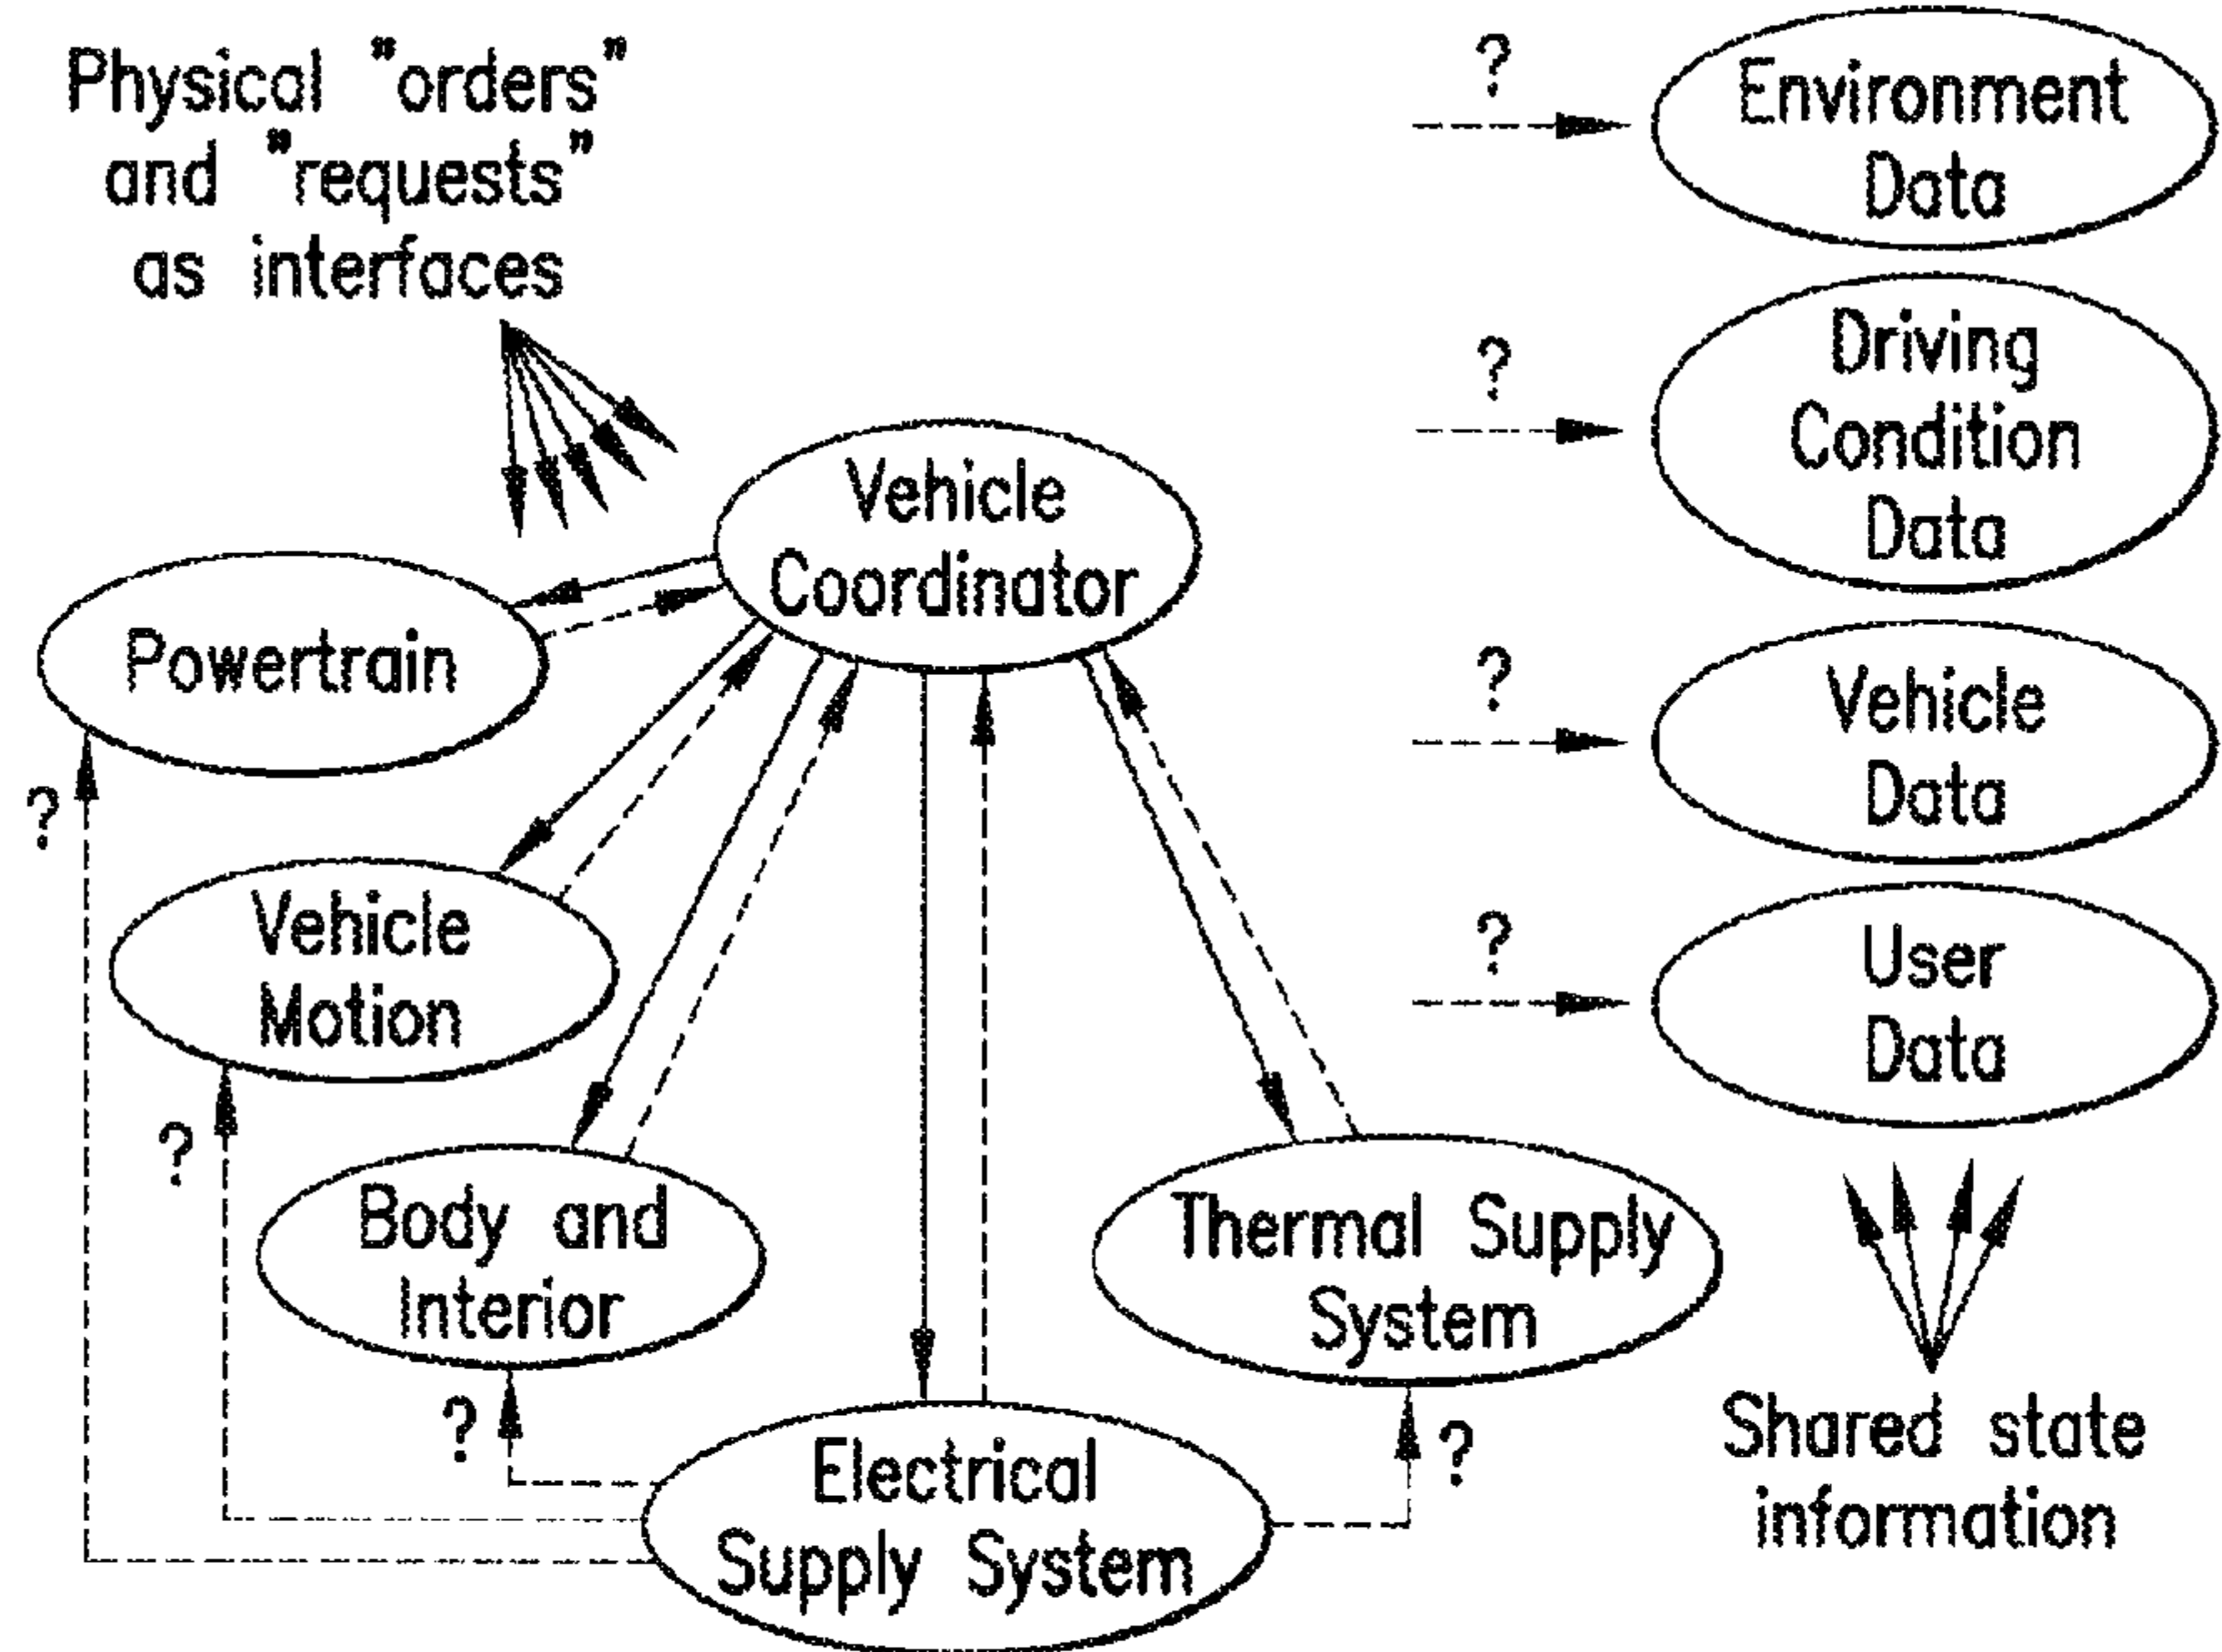 Physical "orders"
and "requests"
as interfaces
?
Environment
Data
?
Driving
Condition
Data
Vehicle
Coordinator
Powertrain
?
Vehicle
Data
?
Vehicle
Motion
?
User
Data
?
Body and
Interior
Thermal Supply
System
?
?
Electrical
Supply System
Shared state
information